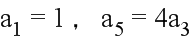 a₁ = 1 , a₅ = 4a₃